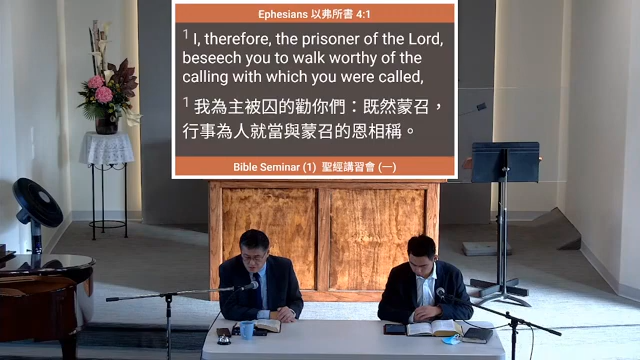 Ephesians 以弗所書 4:1
1 I, therefore, the prisoner of the Lord,
beseech you to walk worthy of the
calling with which you were called,
1 我為主被囚的勸你們：既然蒙召，
行事為人就當與蒙召的恩相稱。
Bible Seminar (1) 聖經講習會 (一)